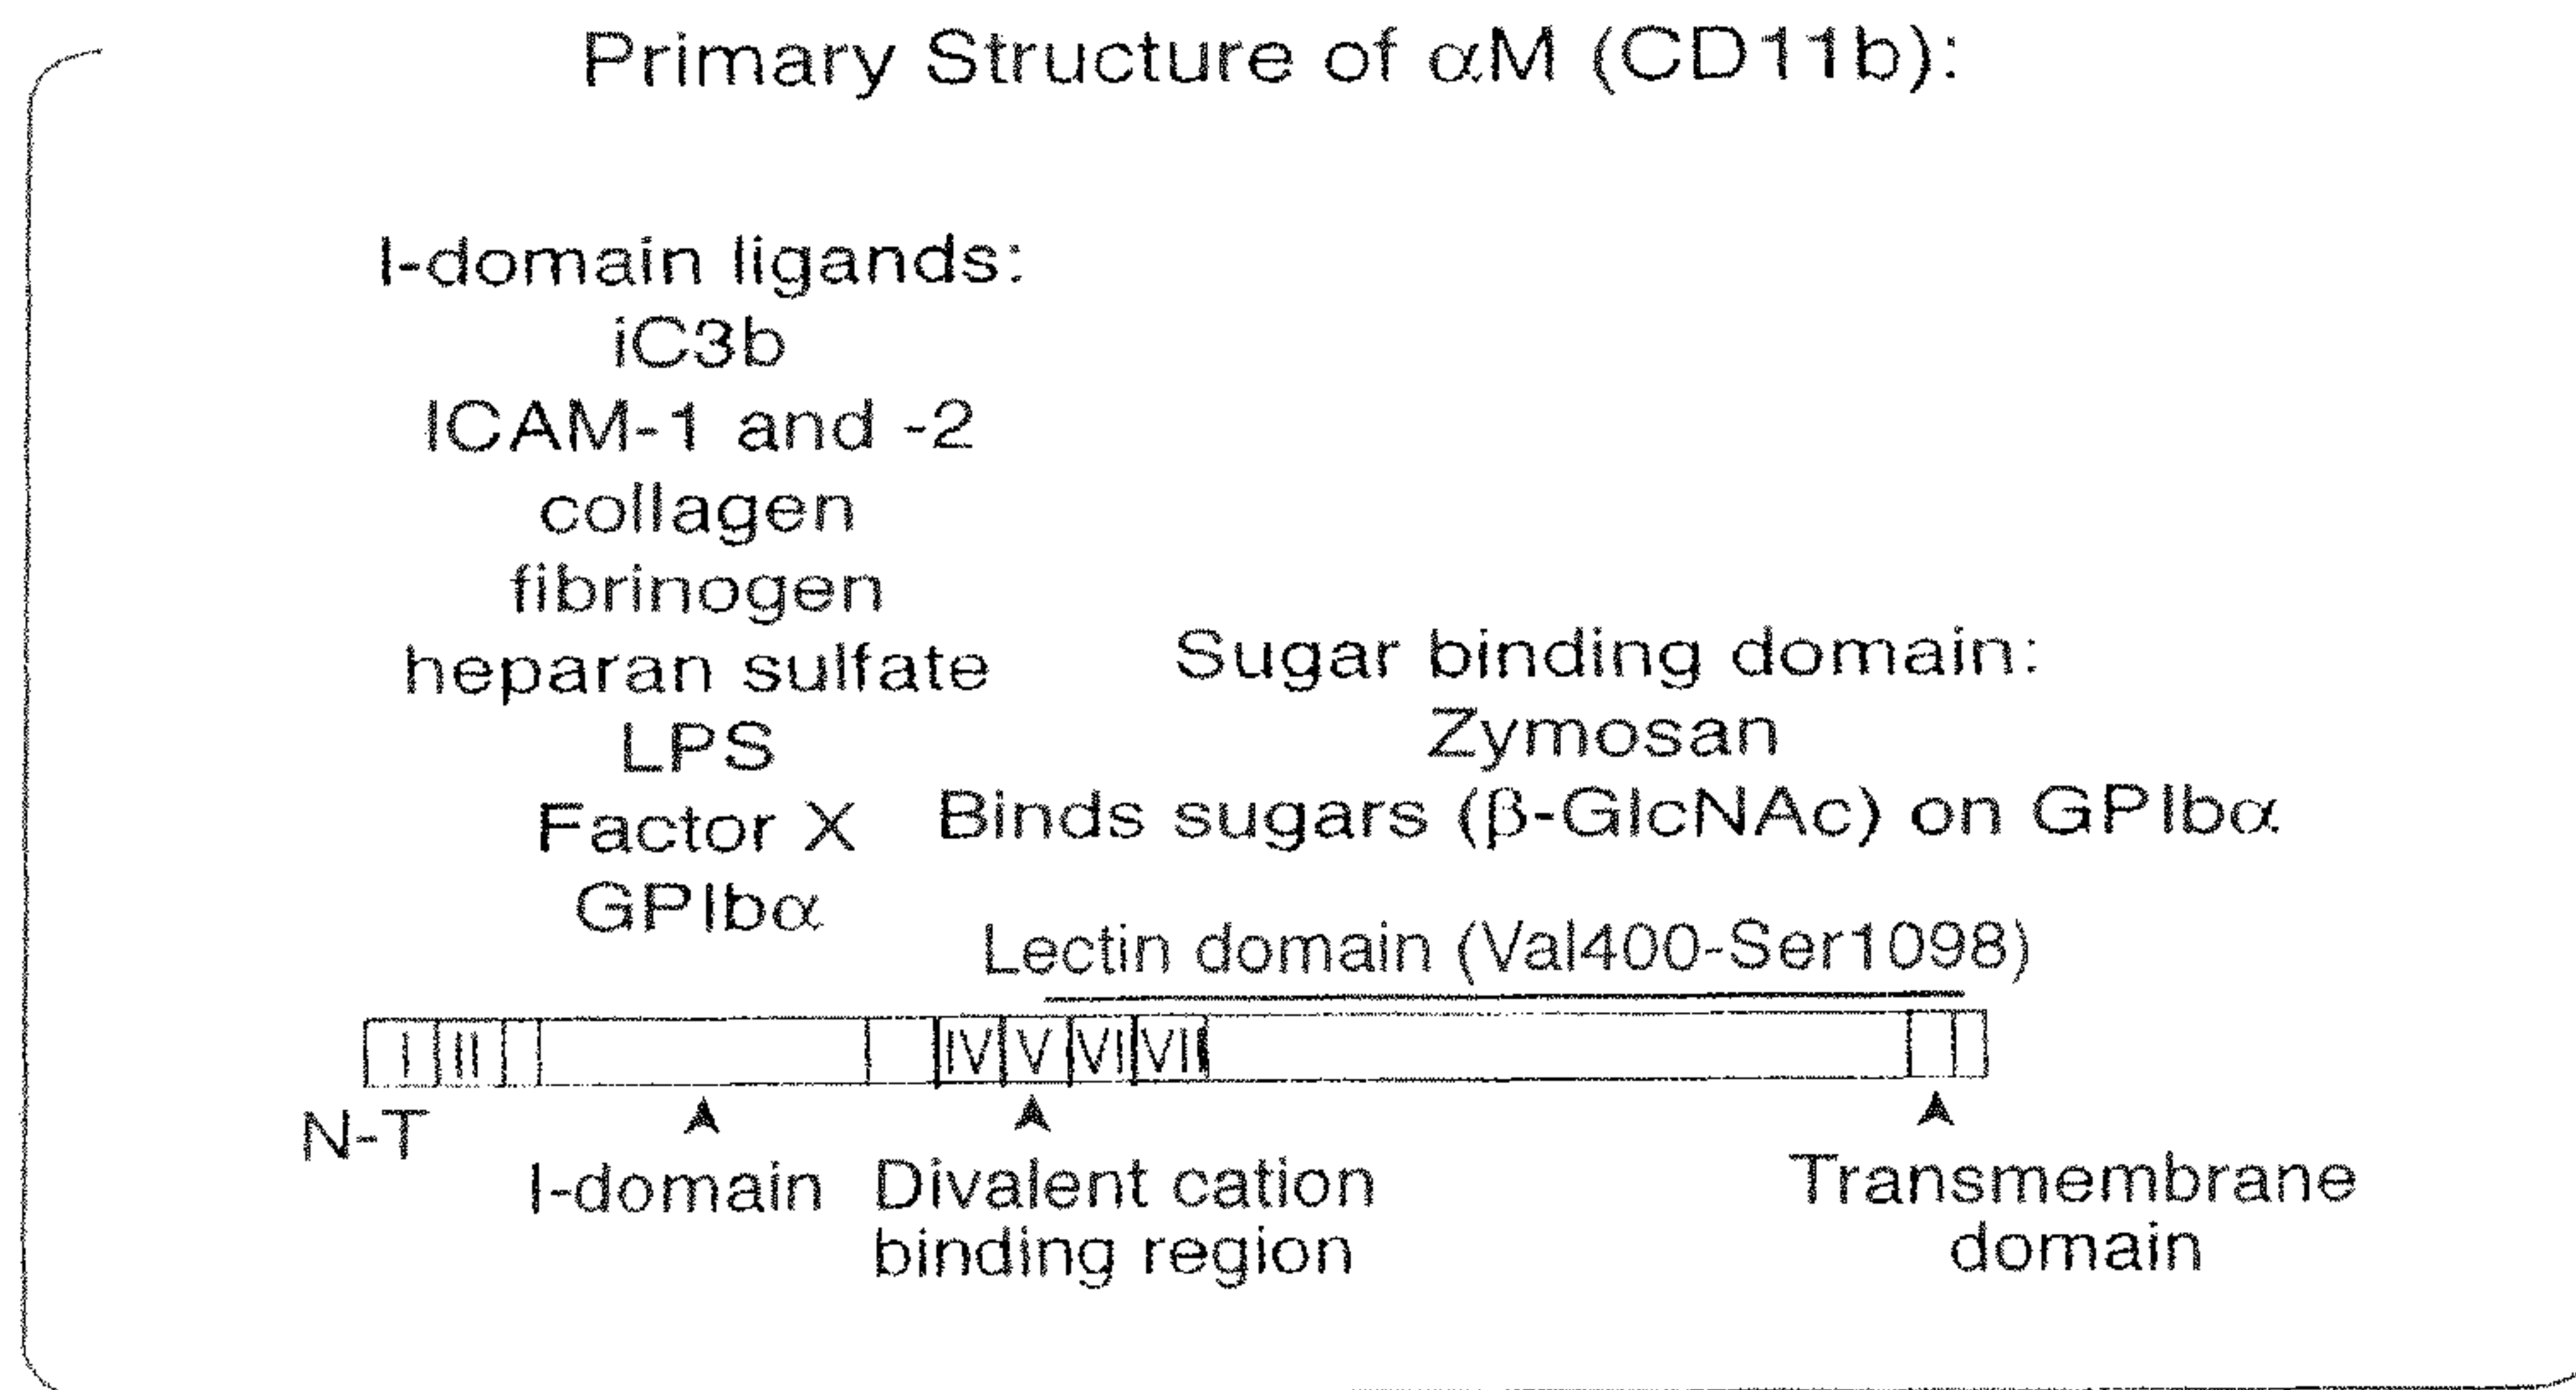 Primary Structure of αM (CD11b):
I-domain ligands:
iC3b
ICAM-1 and -2
collagen
fibrinogen
heparan sulfate
LPS
Factor X
GPIbα
Sugar binding domain:
Zymosan
Binds sugars (β-GlcNAc) on GPIbα
Lectin domain (Val400-Ser1098)
I II IV V VI VII
N-T
I-domain
Divalent cation
binding region
Transmembrane
domain